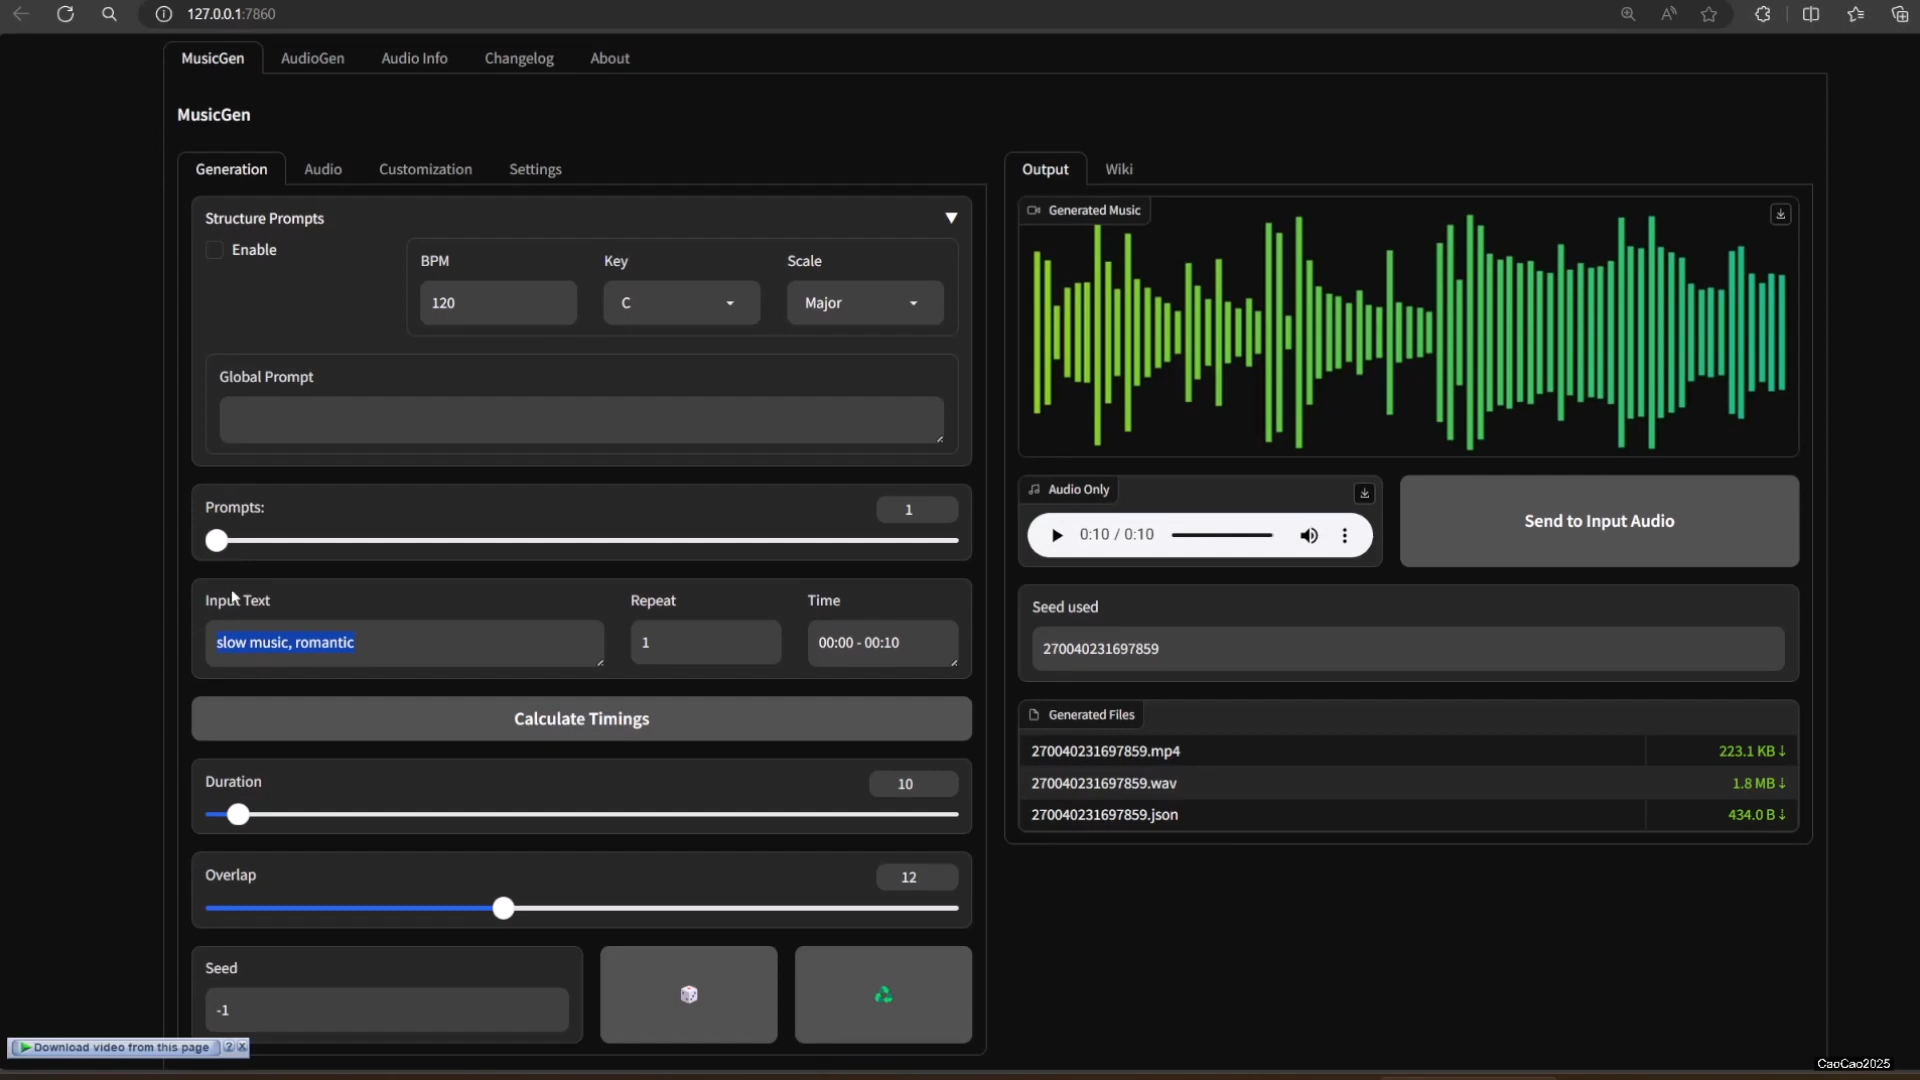 127.0.0.1:7860
MusicGen AudioGen Audio Info Changelog About
MusicGen
Generation Audio Customization Settings
Structure Prompts
Enable
BPM Key Scale
120 C Major
Global Prompt
Prompts: 1
Input Text Repeat Time
slow music, romantic 1 00:00 - 00:10
Calculate Timings
Duration 10
Overlap 12
Seed
-1
Output Wiki
Generated Music
Audio Only
0:10 / 0:10
Send to Input Audio
Seed used
270040231697859
Generated Files
270040231697859.mp4 223.1 KB ↓
270040231697859.wav 1.8 MB ↓
270040231697859.json 434.0 B ↓
Download video from this page ? X
CaoCao2025